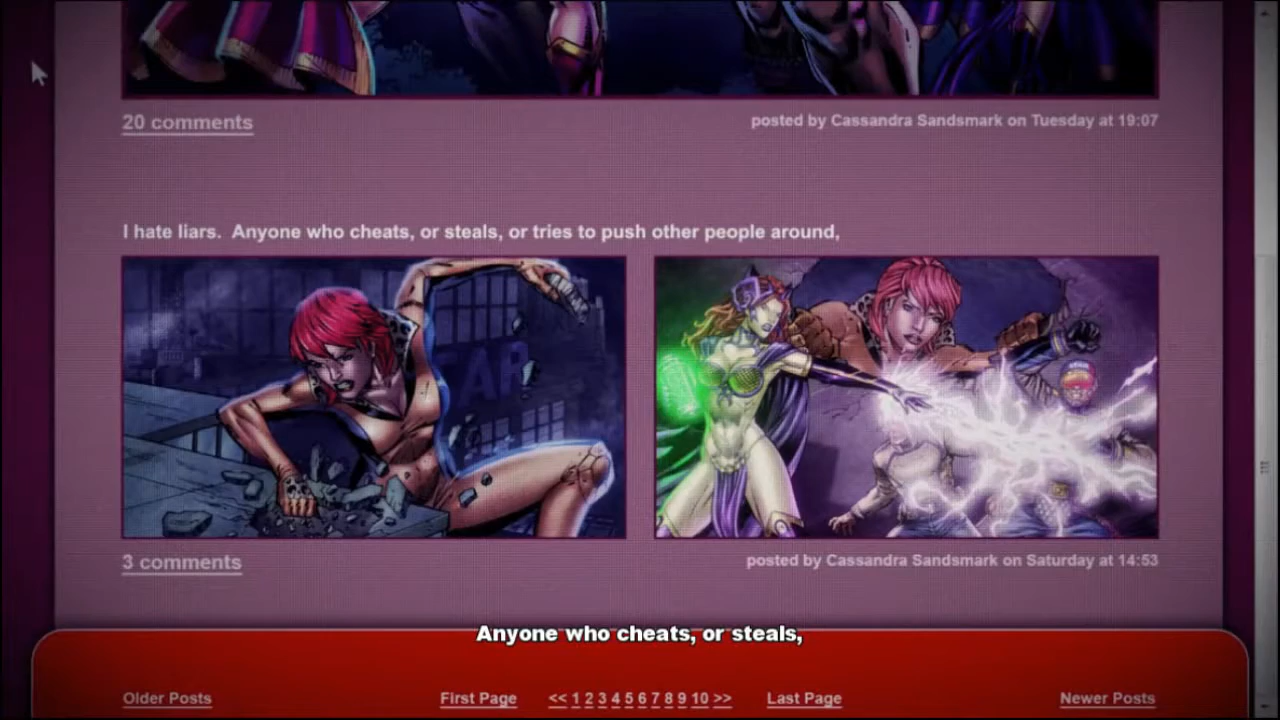 20 comments
posted by Cassandra Sandsmark on Tuesday at 19:07
I hate liars.  Anyone who cheats, or steals, or tries to push other people around,
TAR
3 comments
posted by Cassandra Sandsmark on Saturday at 14:53
Anyone who cheats, or steals,
Older Posts
First Page
<< 1 2 3 4 5 6 7 8 9 10 >>
Last Page
Newer Posts